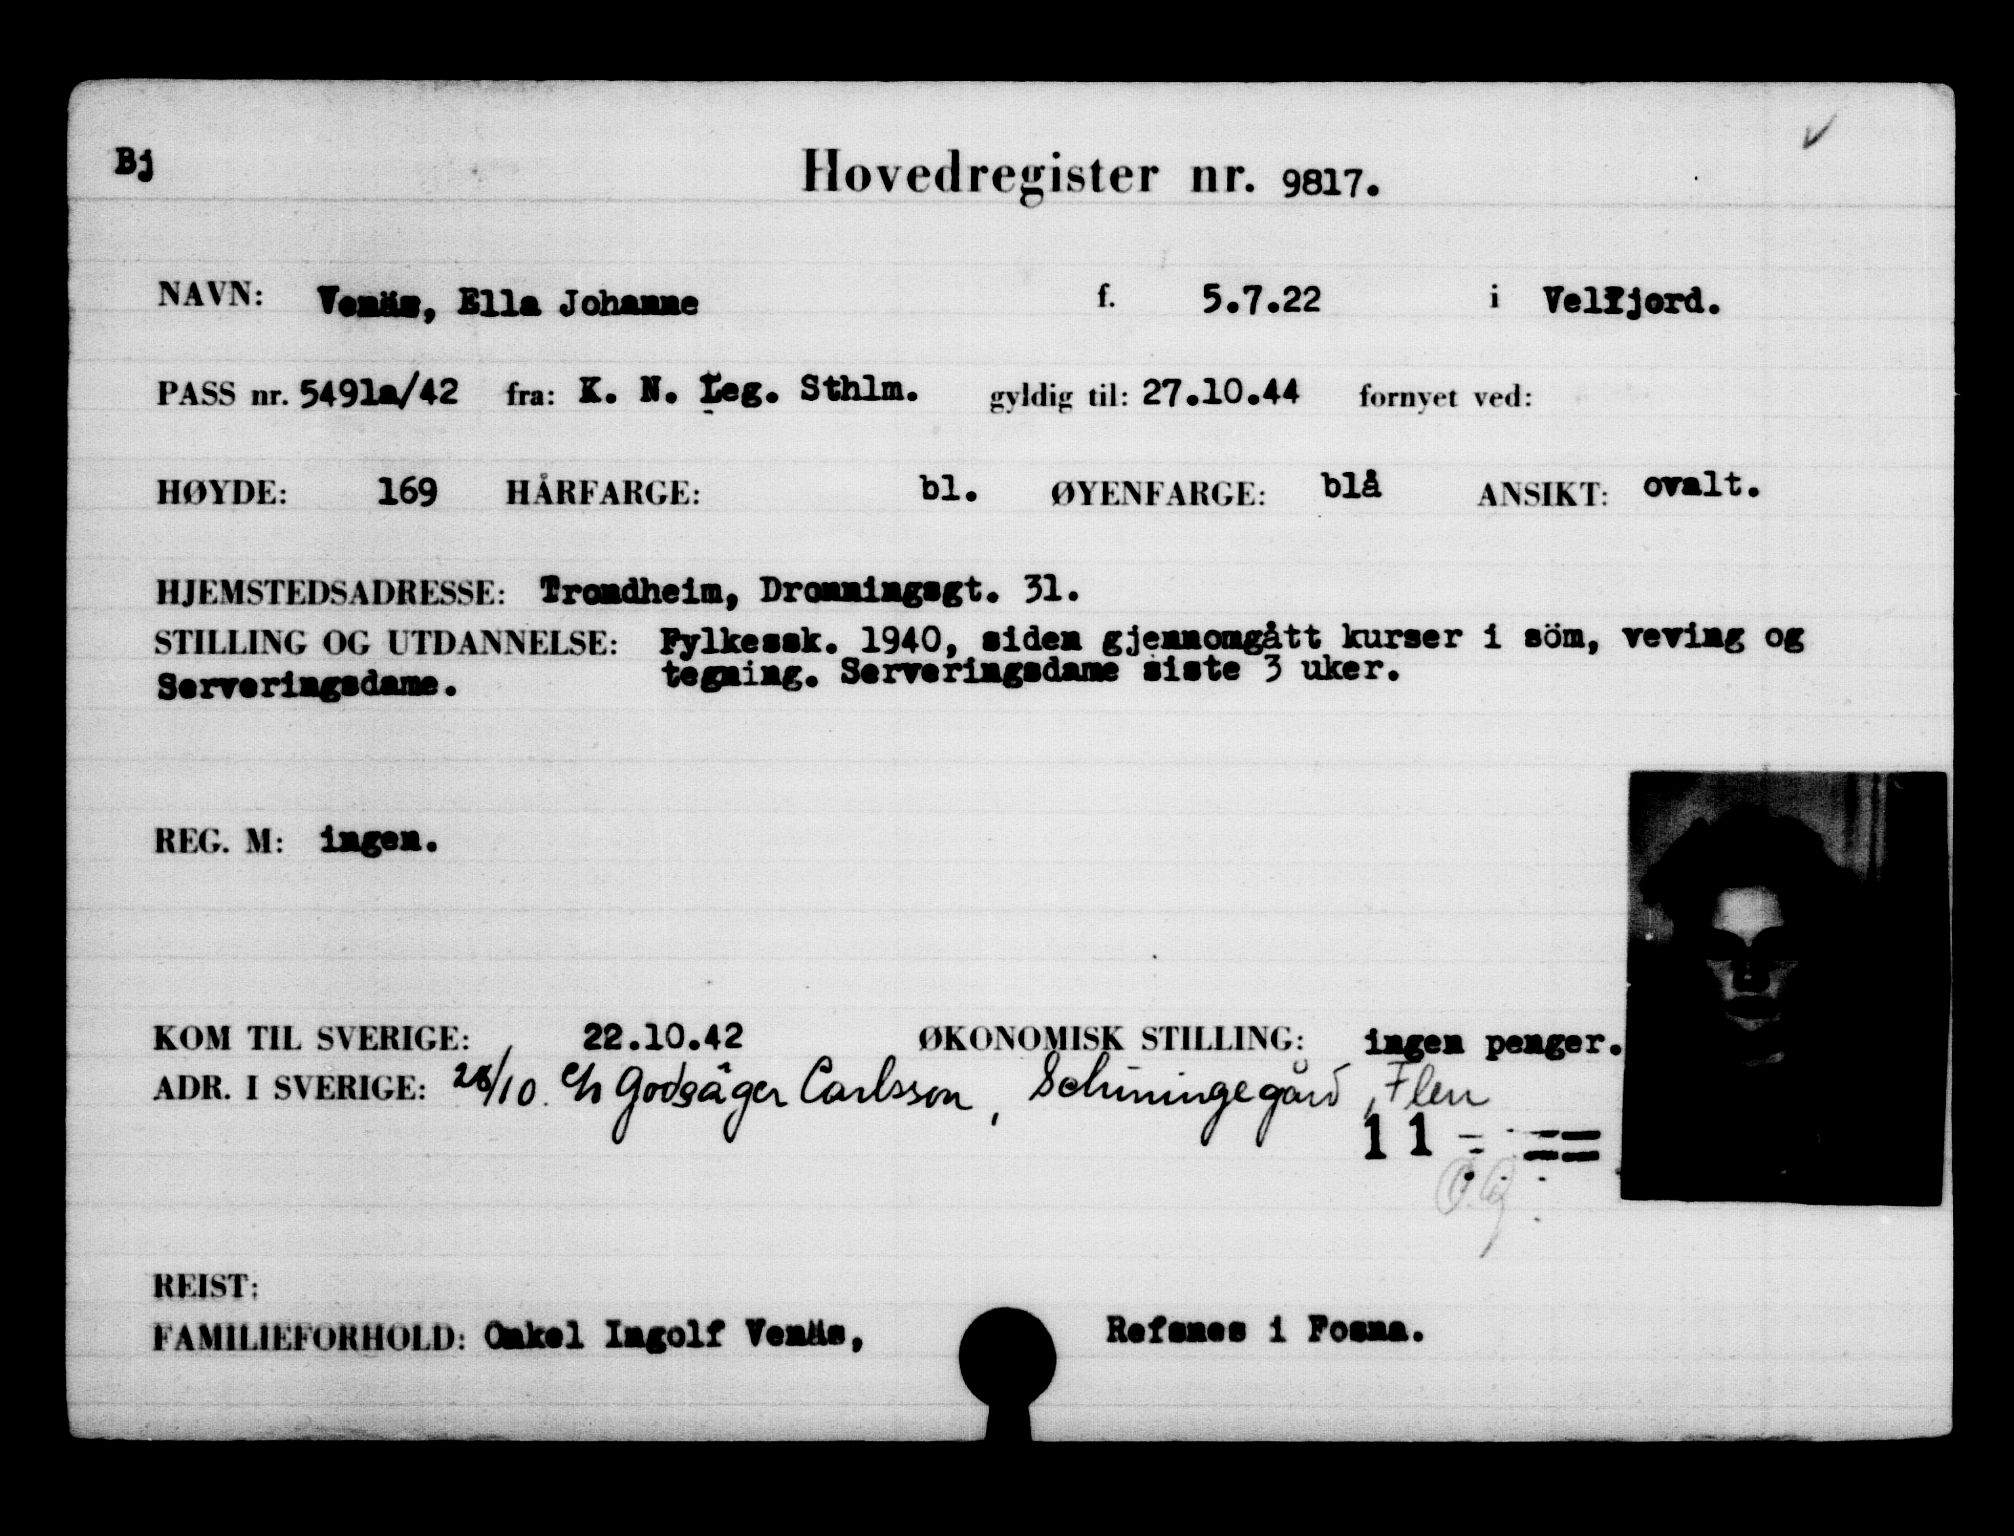 Bj
Hovedregister nr. 9817.
NAVN: Venäs, Ella Johanne f. 5.7.22 i Velfjord.
PASS nr. 5491a/42 fra: K. N. Leg. Sthlm. gyldig til: 27.10.44 fornyet ved:
HØYDE: 169 HÅRFARGE: bl. ØYENFARGE: blå ANSIKT: ovalt.
HJEMSTEDSADRESSE: Trondheim, Dronningsgt. 31.
STILLING OG UTDANNELSE: Fylkessk. 1940, siden gjennomgått kurser i söm, veving og
Serveringsdame. tegning. Serveringsdame siste 3 uker.
REG. M: ingen.
KOM TIL SVERIGE: 22.10.42 ØKONOMISK STILLING: ingen penger.
ADR. I SVERIGE: 28/10. c/o Godsäger Carlsson, gård, Flen
11
REIST:
FAMILIEFORHOLD: Onkel Ingolf Venäs, Refsnes i Fosna.